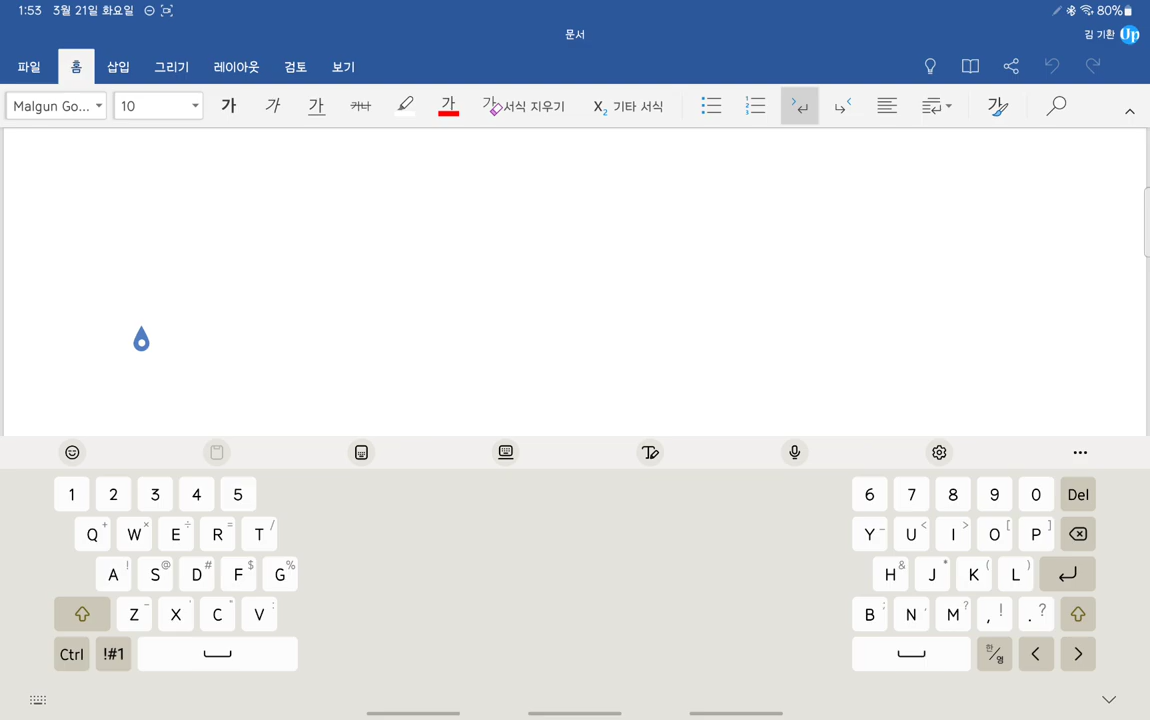 1:53 3월 21일 화요일 80%
문서
김 기환 Up
파일 홈 삽입 그리기 레이아웃 검토 보기
Malgun Go... 10 가 가 가 가나 가 가 서식 지우기 X2 기타 서식 가
1 2 3 4 5 6 7 8 9 0 Del
Q + W × E ÷ R = T / Y _ U < I > O [ P ]
A ! S @ D # F $ G % H & J * K ( L )
Z - X ' C " V : B ; N , M ? , ! . ?
Ctrl !#1 한/영 < >